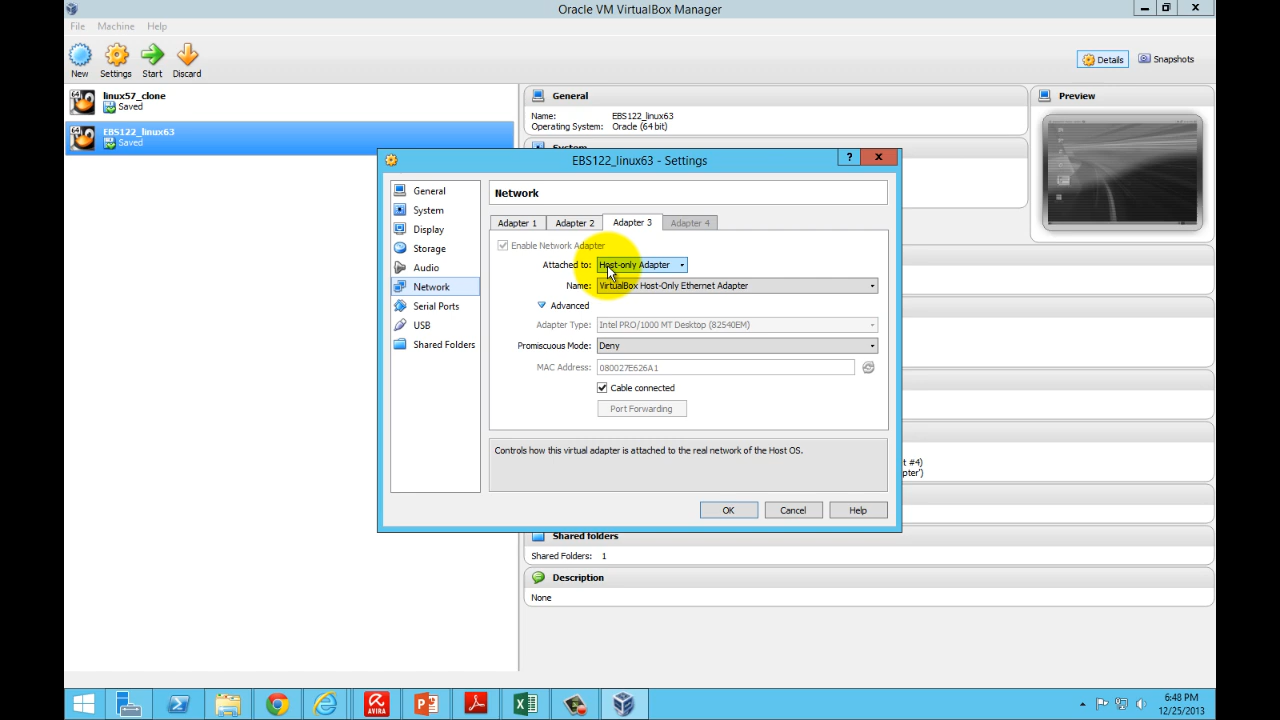 Oracle VM VirtualBox Manager
File Machine Help
New Settings Start Discard
Details Snapshots
linux57_clone
Saved
EBS122_linux63
Saved
General
Name: EBS122_linux63
Operating System: Oracle (64 bit)
System
Preview
EBS122_linux63 - Settings
General
System
Display
Storage
Audio
Network
Serial Ports
USB
Shared Folders
Network
Adapter 1 Adapter 2 Adapter 3 Adapter 4
Enable Network Adapter
Attached to: Host-only Adapter
Name: VirtualBox Host-Only Ethernet Adapter
Advanced
Adapter Type: Intel PRO/1000 MT Desktop (82540EM)
Promiscuous Mode: Deny
MAC Address: 080027E626A1
Cable connected
Port Forwarding
Controls how this virtual adapter is attached to the real network of the Host OS.
OK Cancel Help
t #4)
pter')
Shared folders
Shared Folders: 1
Description
None
AVIRA
6:48 PM
12/25/2013